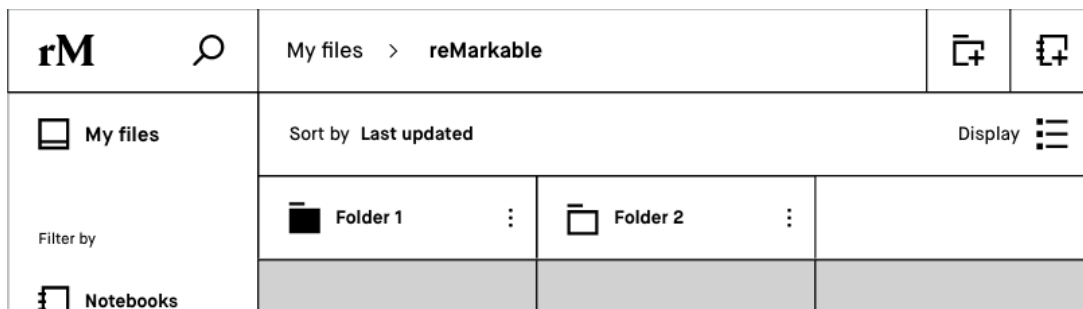 rM
My files > reMarkable
My files
Sort by Last updated
Display
Folder 1
Folder 2
Filter by
Notebooks